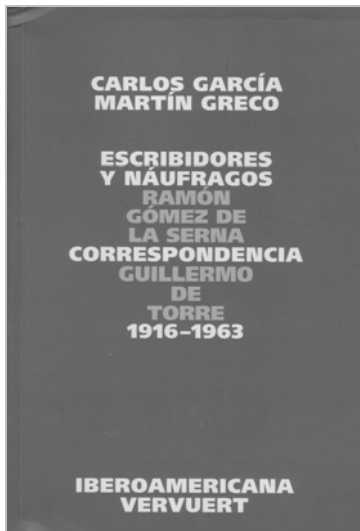 CARLOS GARCÍA
MARTÍN GRECO
ESCRIBIDORES
Y NÁUFRAGOS
RAMÓN
GÓMEZ DE
LA SERNA
CORRESPONDENCIA
GUILLERMO
DE
TORRE
1916–1963
IBEROAMERICANA
VERVUERT